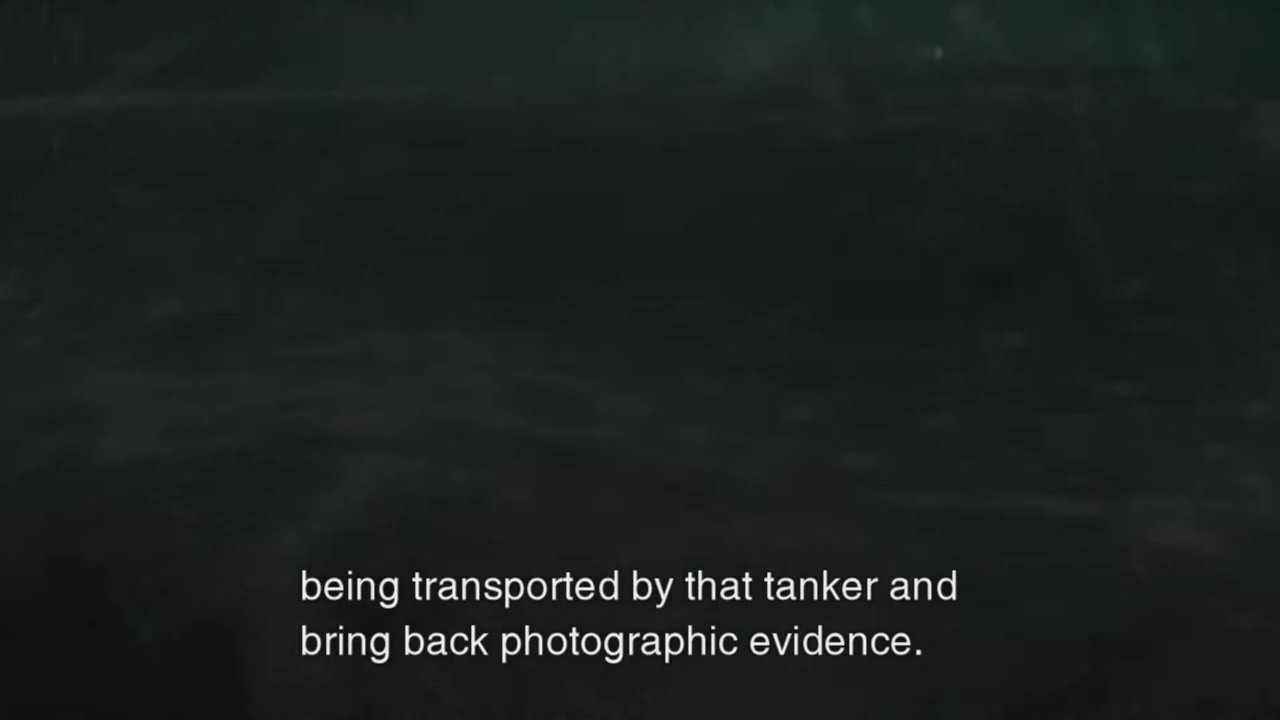 being transported by that tanker and
bring back photographic evidence.